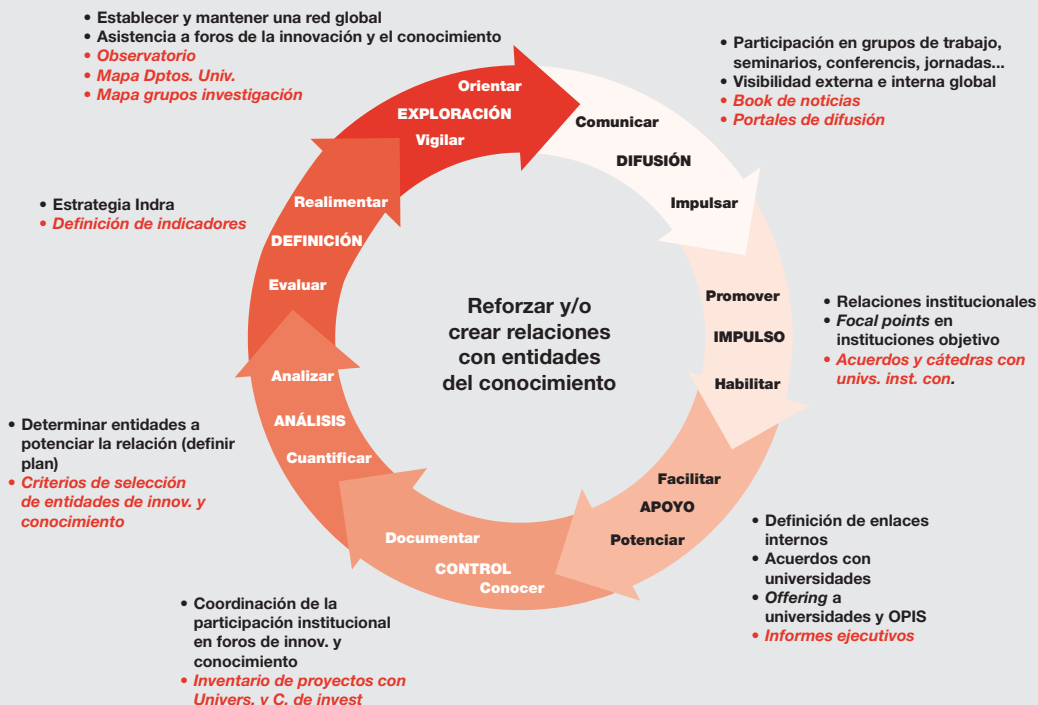 • Establecer y mantener una red global
• Asistencia a foros de la innovación y el conocimiento
• Observatorio
• Mapa Dptos. Univ.
• Mapa grupos investigación
Orientar
EXPLORACIÓN
Vigilar
• Participación en grupos de trabajo,
seminarios, conferencis, jornadas...
• Visibilidad externa e interna global
• Book de noticias
• Portales de difusión
Comunicar
DIFUSIÓN
Impulsar
• Relaciones institucionales
• Focal points en
instituciones objetivo
• Acuerdos y cátedras con
univs. inst. con.
Promover
IMPULSO
Habilitar
• Definición de enlaces
internos
• Acuerdos con
universidades
• Offering a
universidades y OPIS
• Informes ejecutivos
Facilitar
APOYO
Potenciar
Documentar
CONTROL
Conocer
• Coordinación de la
participación institucional
en foros de innov. y
conocimiento
• Inventario de proyectos con
Univers. y C. de invest
Analizar
ANÁLISIS
Cuantificar
• Determinar entidades a
potenciar la relación (definir
plan)
• Criterios de selección
de entidades de innov. y
conocimiento
Realimentar
DEFINICIÓN
Evaluar
• Estrategia Indra
• Definición de indicadores
Reforzar y/o
crear relaciones
con entidades
del conocimiento